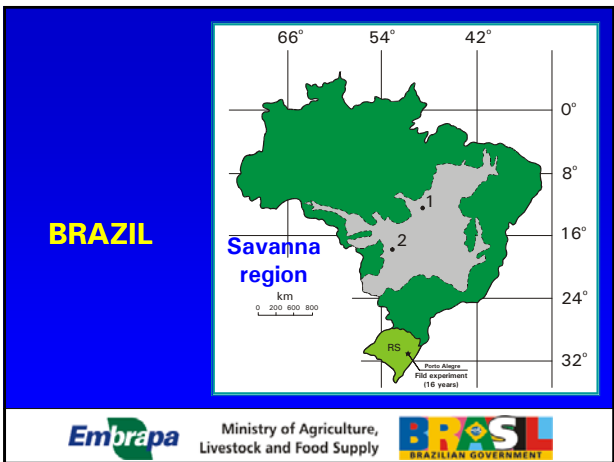 66° 54° 42°
0°
8°
1
BRAZIL
16°
2
Savanna
region
km
0 200 600 800
24°
RS
32°
Porto Alegre
Fild experiment
(16 years)
Embrapa
Ministry of Agriculture,
Livestock and Food Supply
BRASIL
BRAZILIAN GOVERNMENT